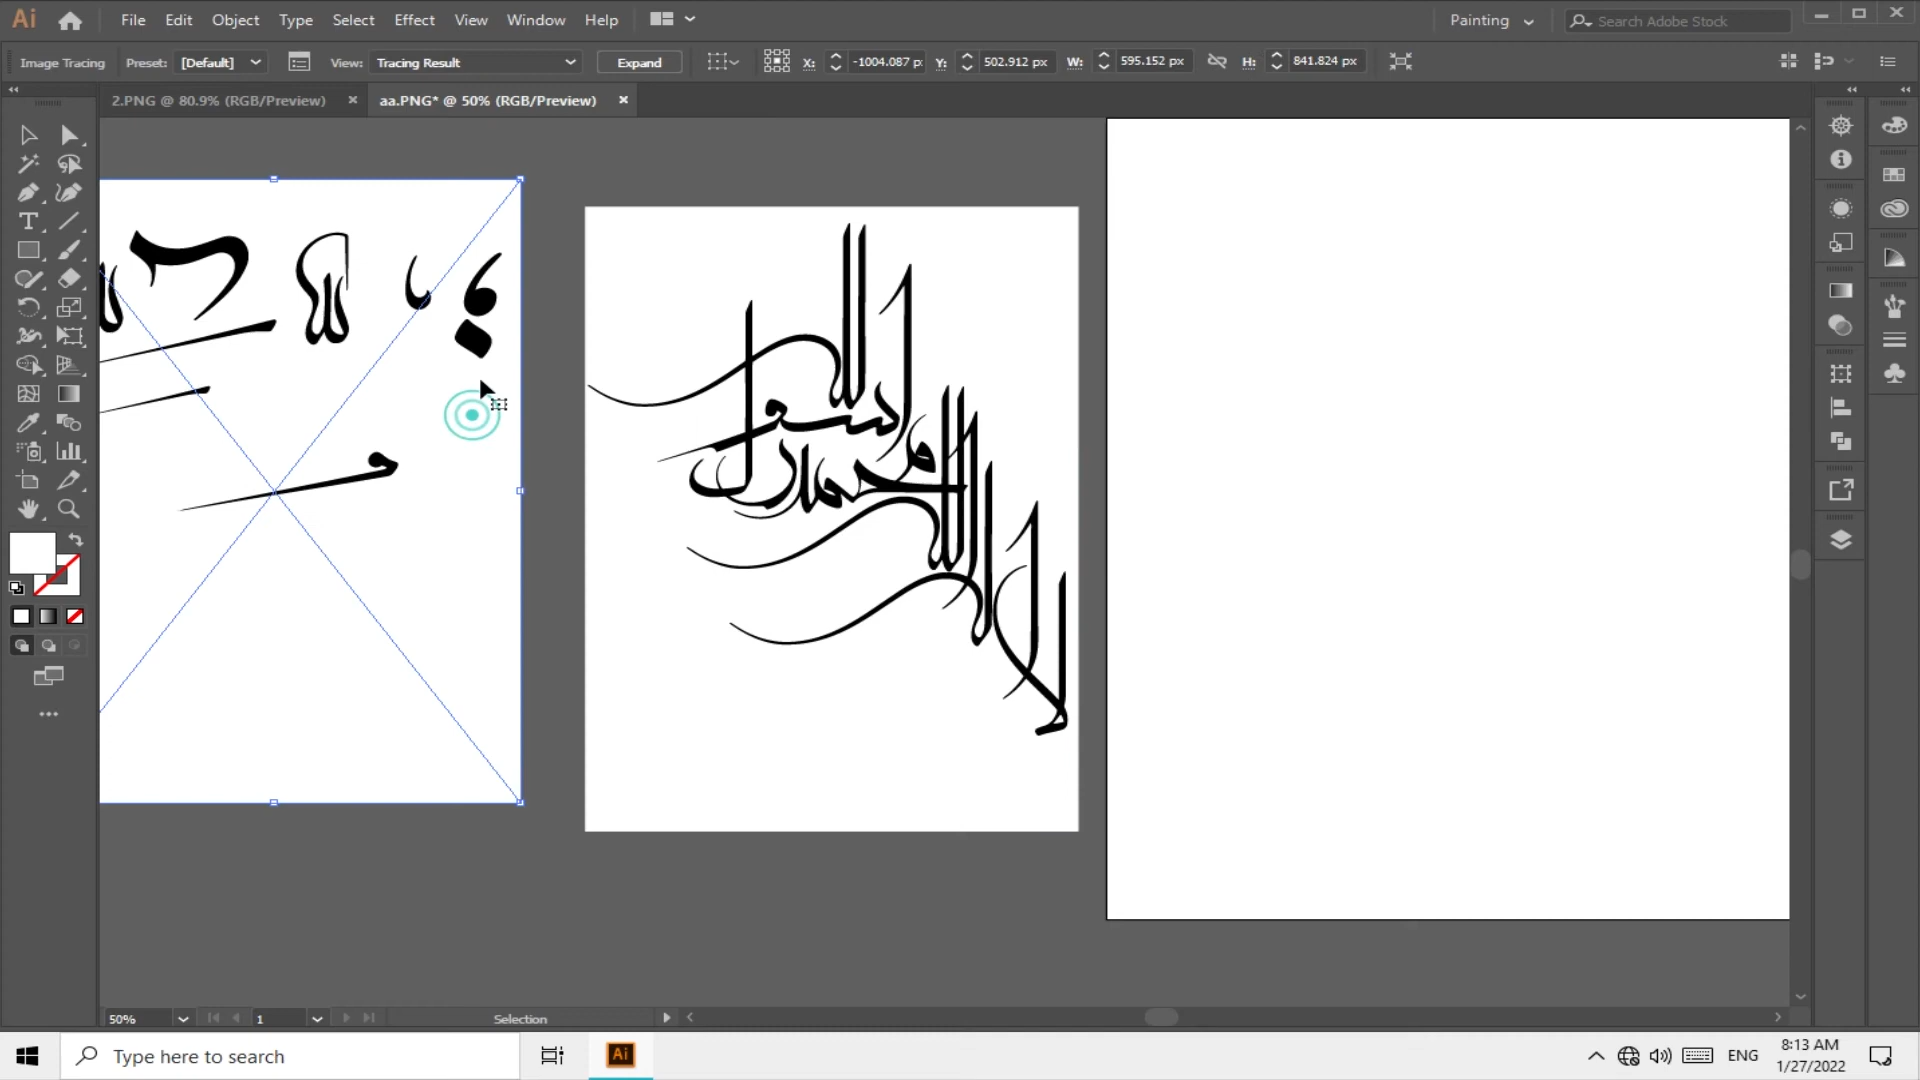 Ai File Edit Object Type Select Effect View Window Help Painting Search Adobe Stock
Image Tracing Preset: [Default] View: Tracing Result Expand X: -1004.087 p Y: 502.912 px W: 595.152 px H: 841.824 px
2.PNG @ 80.9% (RGB/Preview) × aa.PNG* @ 50% (RGB/Preview) ×
لا اله الا الله
محمد رسول
الله
50% 1 Selection
Type here to search Ai ENG 8:13 AM
1/27/2022